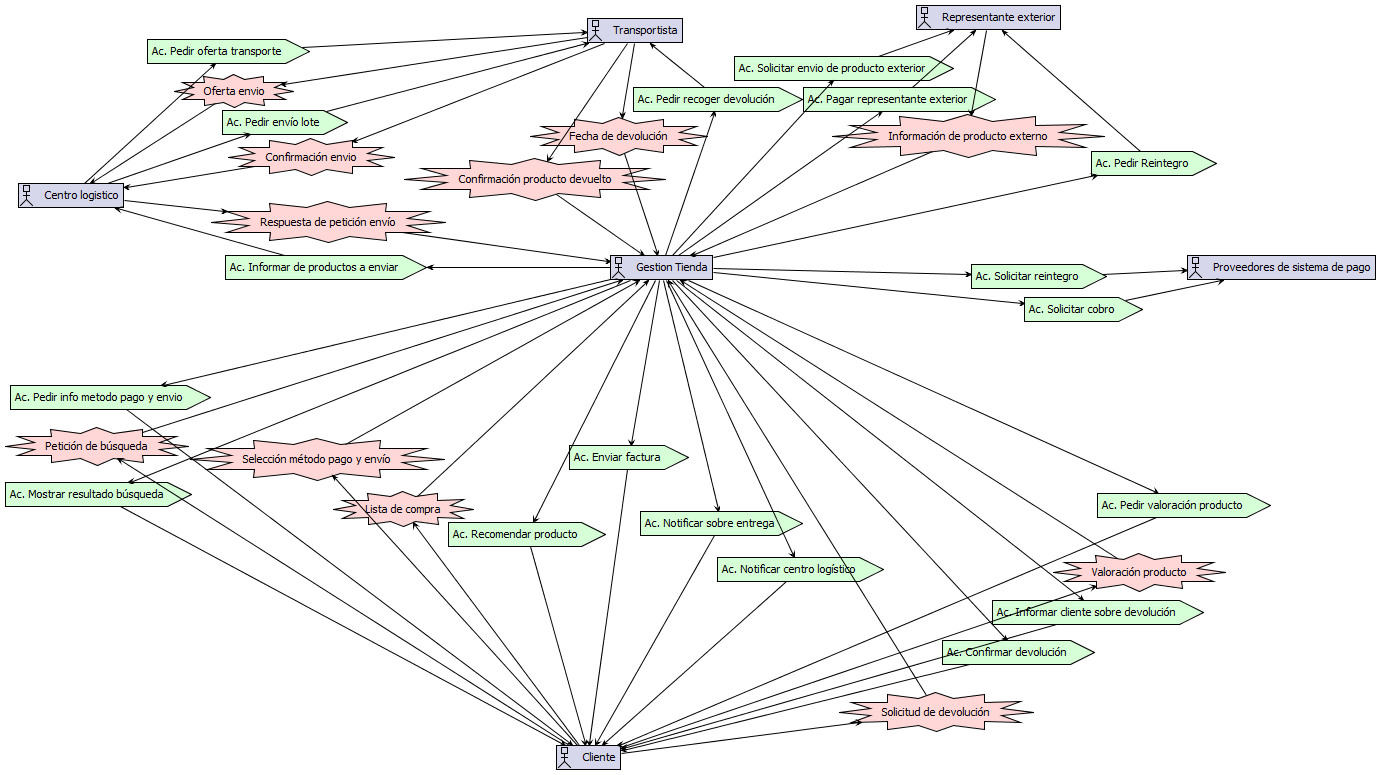 Representante exterior
Transportista
Ac. Pedir oferta transporte
Ac. Solicitar envio de producto exterior
Oferta envio
Ac. Pedir recoger devolución
Ac. Pagar representante exterior
Ac. Pedir envío lote
Fecha de devolución
Información de producto externo
Confirmación envio
Ac. Pedir Reintegro
Confirmación producto devuelto
Centro logistico
Respuesta de petición envío
Ac. Informar de productos a enviar
Gestion Tienda
Proveedores de sistema de pago
Ac. Solicitar reintegro
Ac. Solicitar cobro
Ac. Pedir info metodo pago y envio
Petición de búsqueda
Selección método pago y envío
Ac. Enviar factura
Ac. Mostrar resultado búsqueda
Lista de compra
Ac. Pedir valoración producto
Ac. Notificar sobre entrega
Ac. Recomendar producto
Ac. Notificar centro logístico
Valoración producto
Ac. Informar cliente sobre devolución
Ac. Confirmar devolución
Solicitud de devolución
Cliente